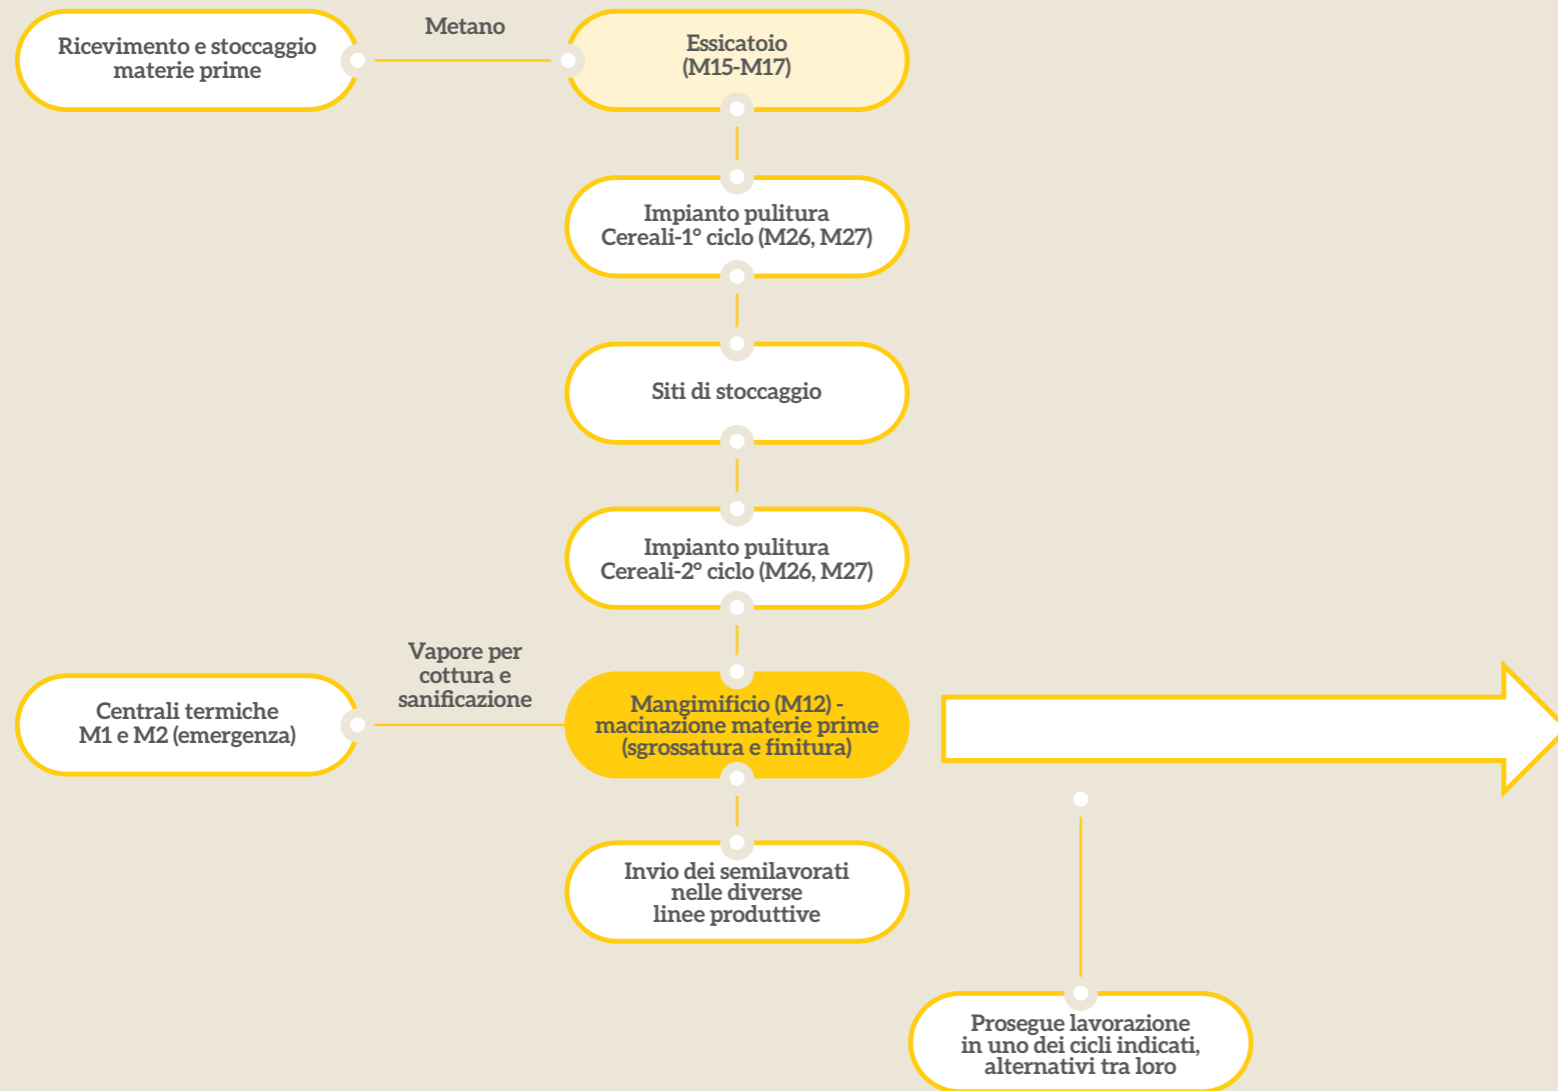 Ricevimento e stoccaggio
materie prime
Metano
Essicatoio
(M15-M17)
Impianto pulitura
Cereali-1° ciclo (M26, M27)
Siti di stoccaggio
Impianto pulitura
Cereali-2° ciclo (M26, M27)
Vapore per
cottura e
sanificazione
Centrali termiche
M1 e M2 (emergenza)
Mangimificio (M12) -
macinazione materie prime
(sgrossatura e finitura)
Invio dei semilavorati
nelle diverse
linee produttive
Prosegue lavorazione
in uno dei cicli indicati,
alternativi tra loro